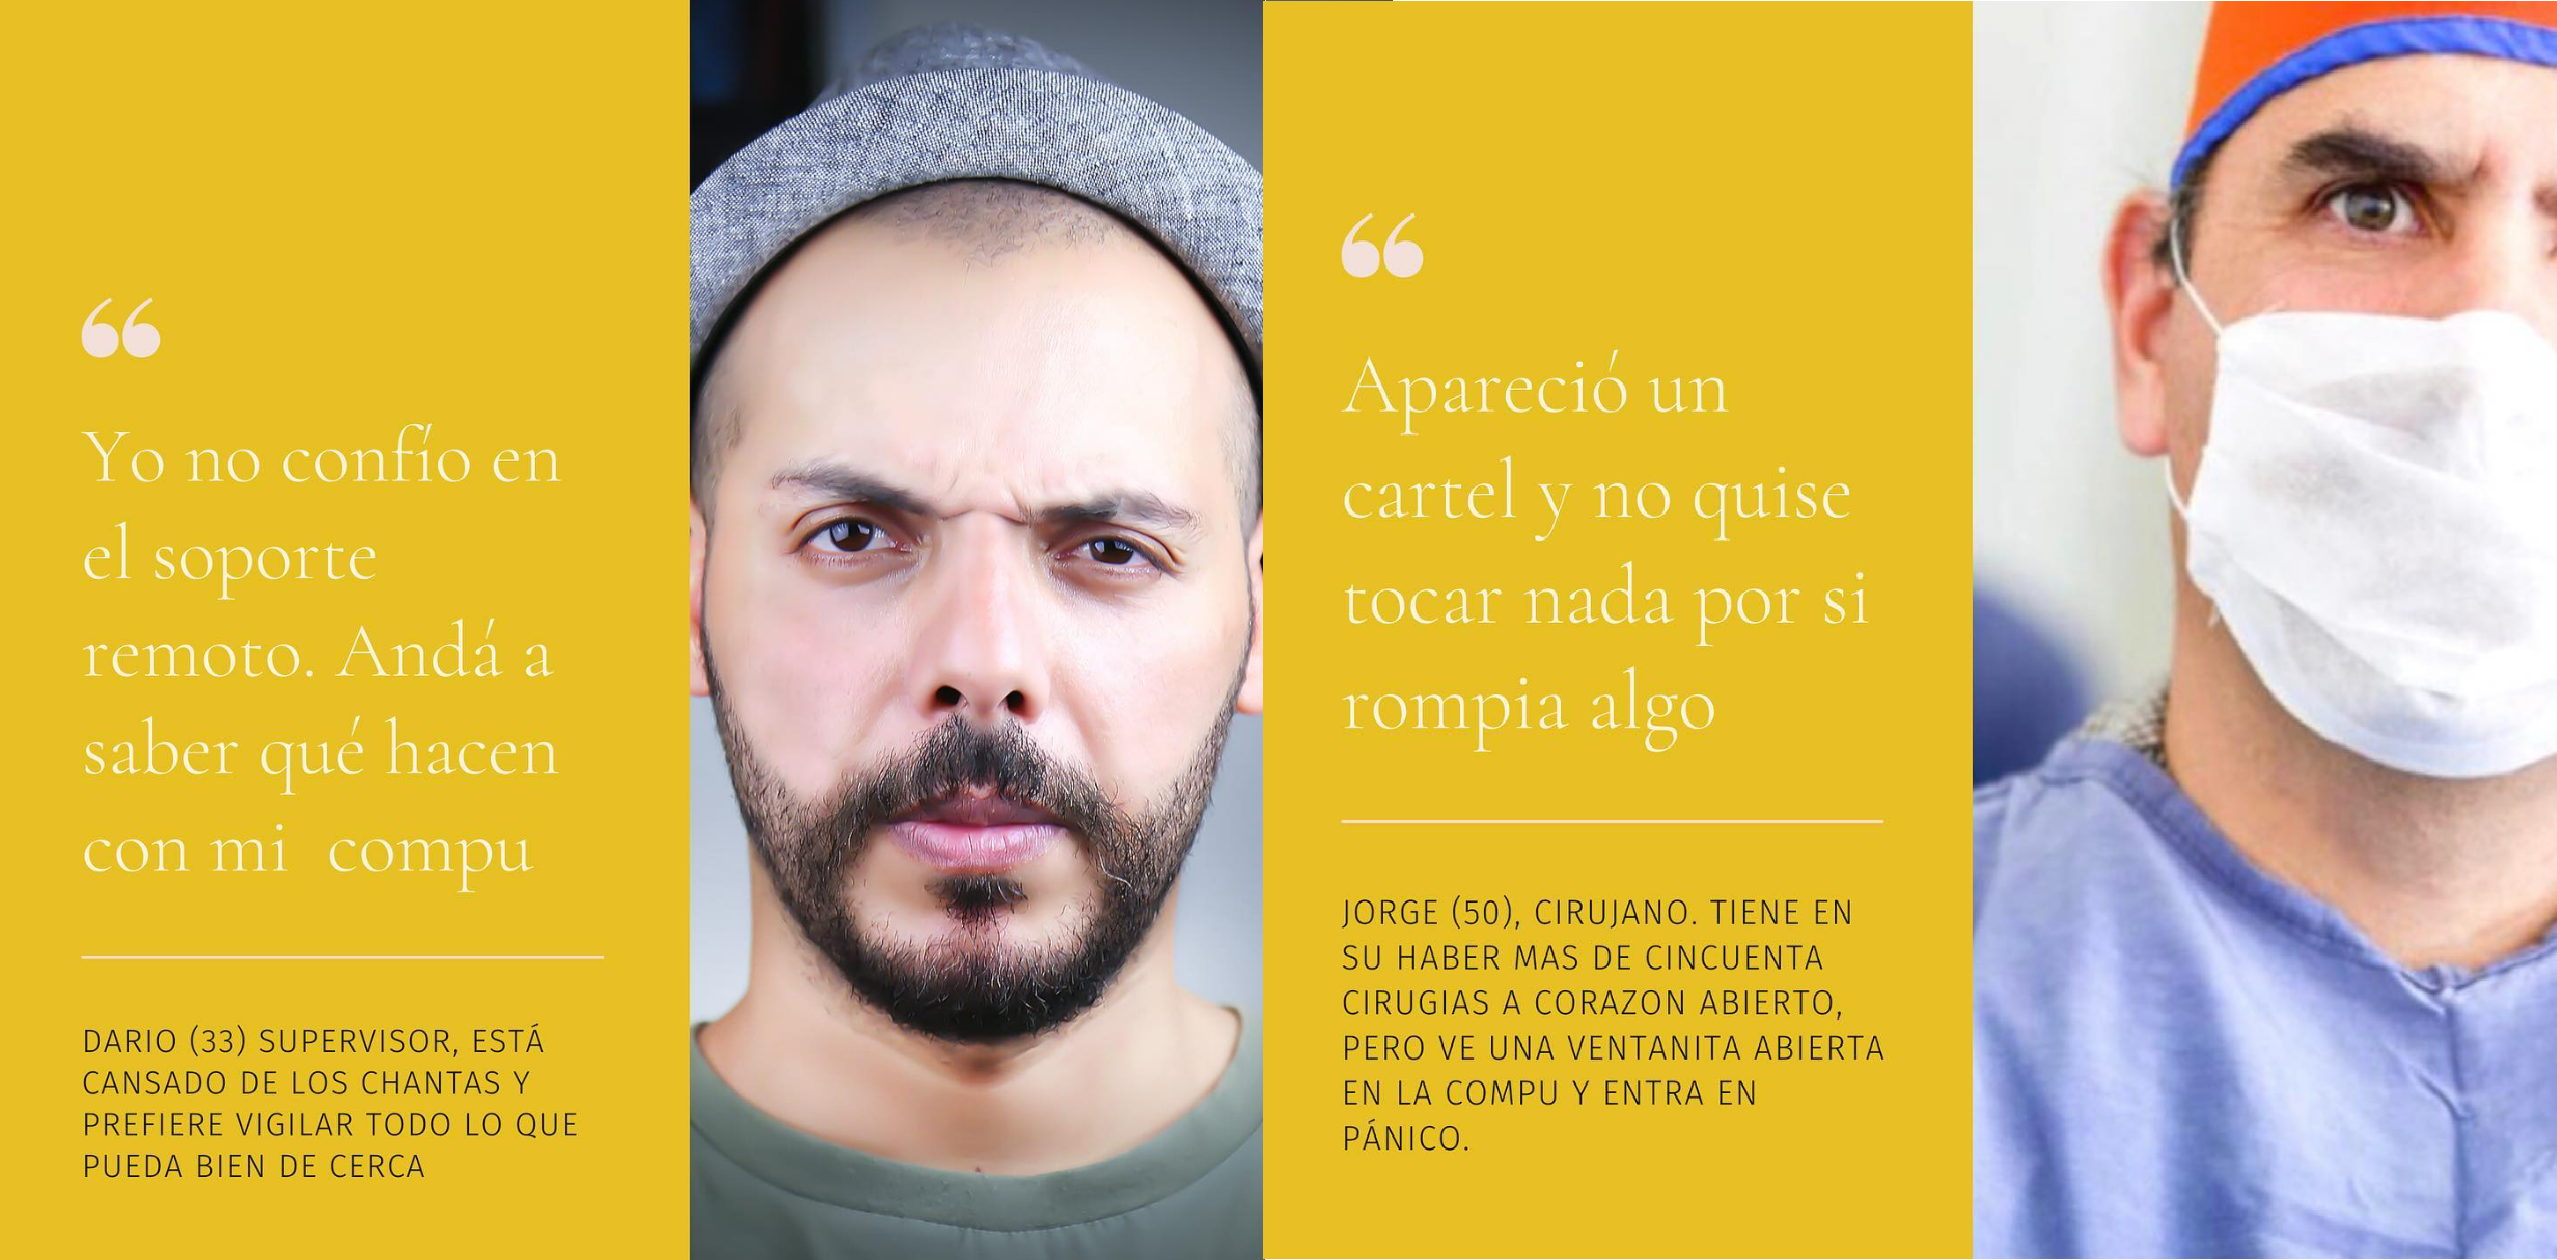 “
Yo no confío en
el soporte
remoto. Andá a
saber qué hacen
con mi compu
DARIO (33) SUPERVISOR, ESTÁ
CANSADO DE LOS CHANTAS Y
PREFIERE VIGILAR TODO LO QUE
PUEDA BIEN DE CERCA
“
Apareció un
cartel y no quise
tocar nada por si
rompia algo
JORGE (50), CIRUJANO. TIENE EN
SU HABER MAS DE CINCUENTA
CIRUGIAS A CORAZON ABIERTO,
PERO VE UNA VENTANITA ABIERTA
EN LA COMPU Y ENTRA EN
PÁNICO.